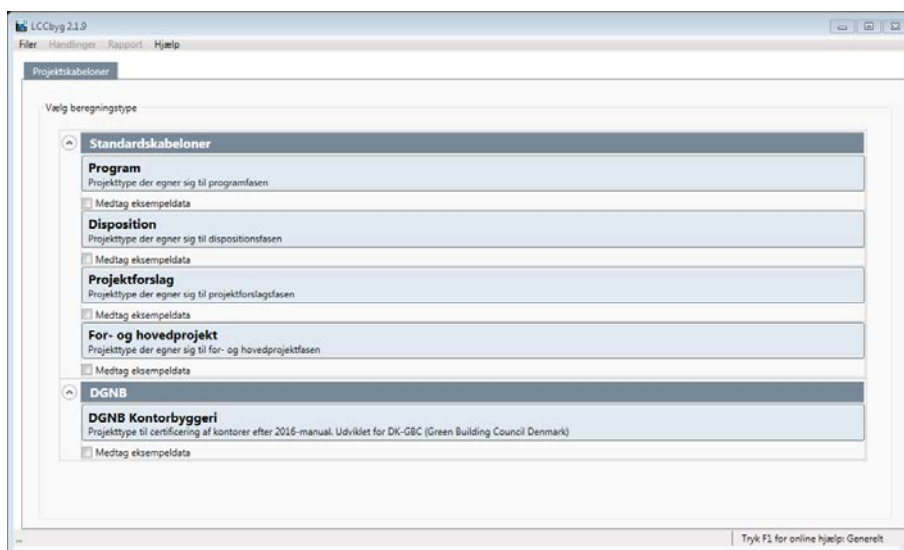 LCCbyg 2.1.9
Filer Handlinger Rapport Hjælp
Projektskabeloner
Vælg beregningstype
Standardskabeloner
Program
Projekttype der egner sig til programfasen
Medtag eksempeldata
Disposition
Projekttype der egner sig til dispositionsfasen
Medtag eksempeldata
Projektforslag
Projekttype der egner sig til projektforslagsfasen
Medtag eksempeldata
For- og hovedprojekt
Projekttype der egner sig til for- og hovedprojektfasen
Medtag eksempeldata
DGNB
DGNB Kontorbyggeri
Projekttype til certificering af kontorer efter 2016-manual. Udviklet for DK-GBC (Green Building Council Denmark)
Medtag eksempeldata
... Tryk F1 for online hjælp: Generelt